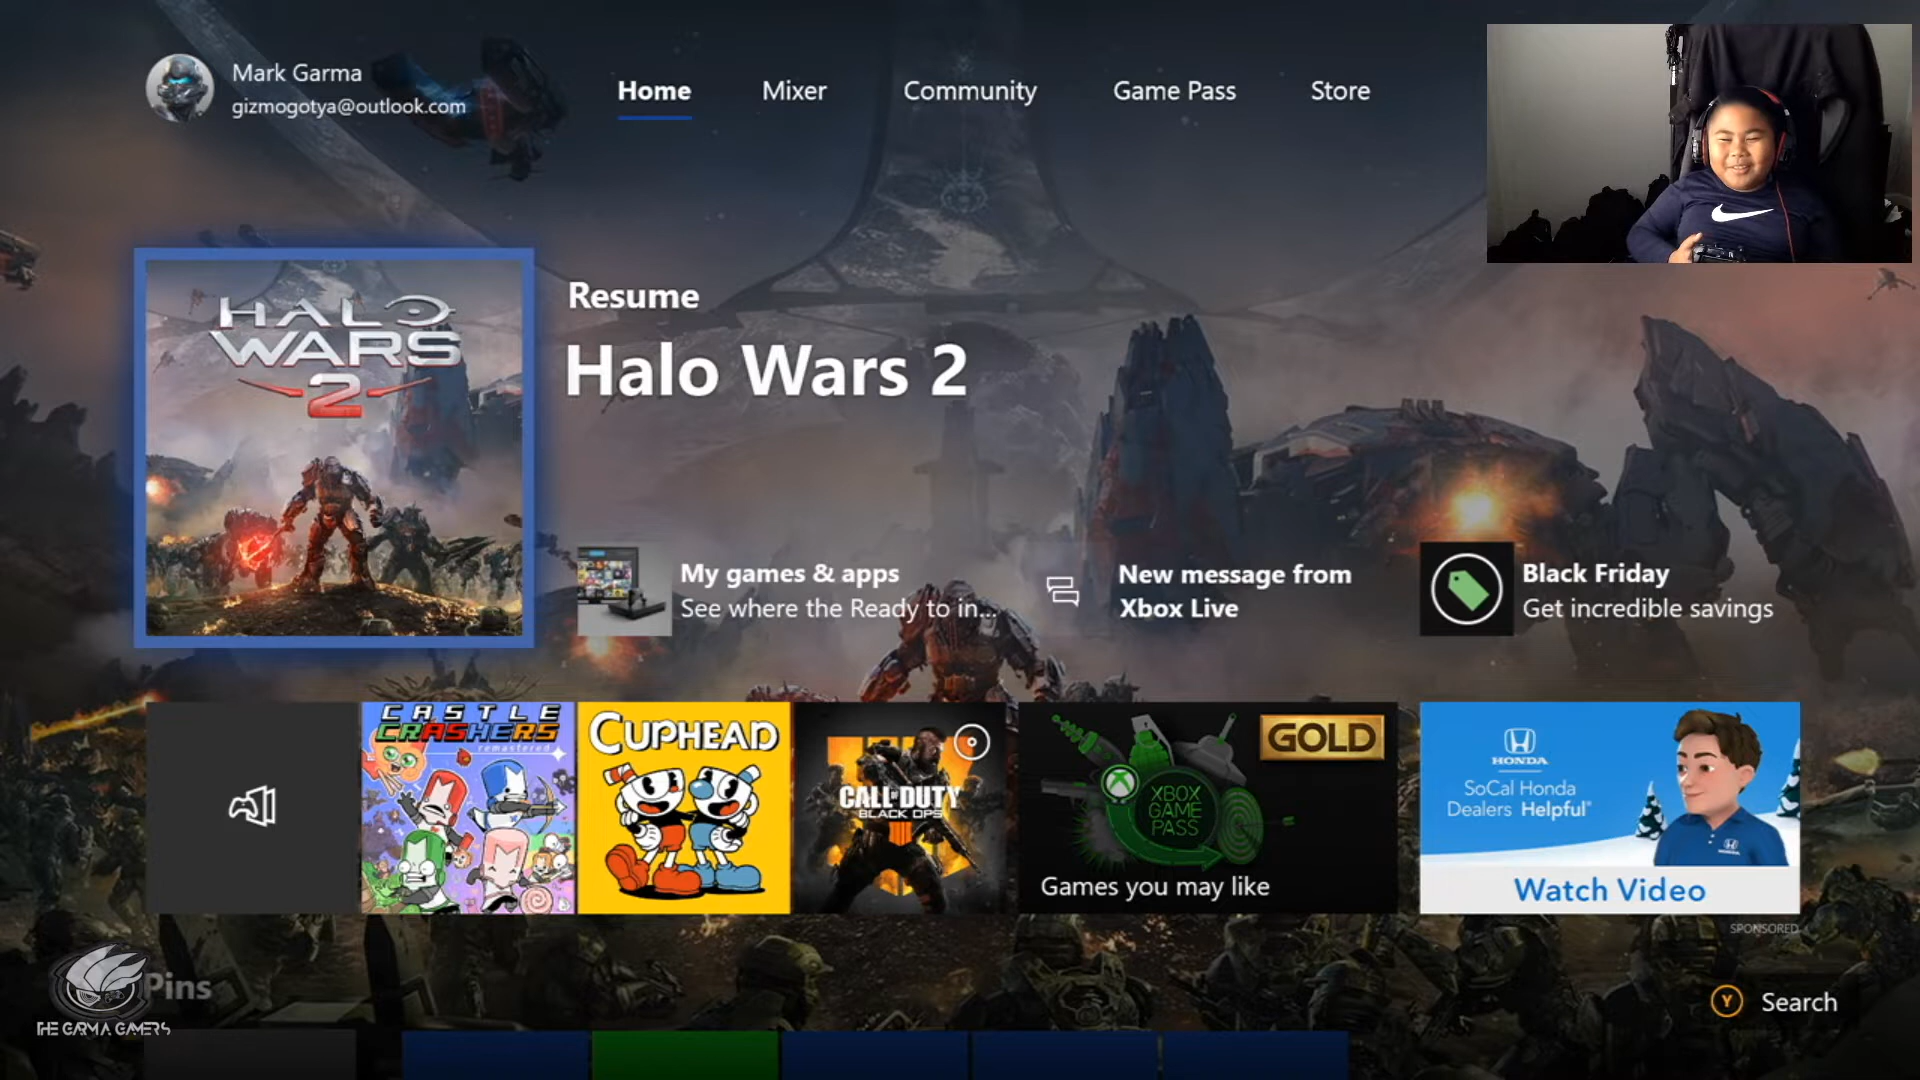 Mark Garma
gizmogotya@outlook.com
Home
Mixer
Community
Game Pass
Store
HALO
WARS
2
Resume
Halo Wars 2
My games & apps
See where the Ready to in...
New message from
Xbox Live
Black Friday
Get incredible savings
CASTLE
CRASHERS
remastered
CUPHEAD
CALL OF DUTY
BLACK OPS
IIII
XBOX
GAME
PASS
GOLD
Games you may like
HONDA
SoCal Honda
Dealers Helpful®
Watch Video
SPONSORED
Pins
THE GARMA GAMERS
Y Search